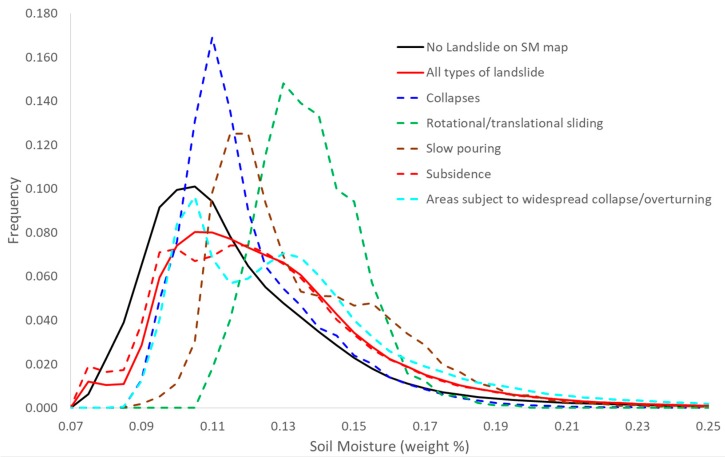 0.180
0.160
0.140
0.120
0.100
0.080
0.060
0.040
0.020
0.000
Frequency
No Landslide on SM map
All types of landslide
Collapses
Rotational/translational sliding
Slow pouring
Subsidence
Areas subject to widespread collapse/overturning
0.07 0.09 0.11 0.13 0.15 0.17 0.19 0.21 0.23 0.25
Soil Moisture (weight %)